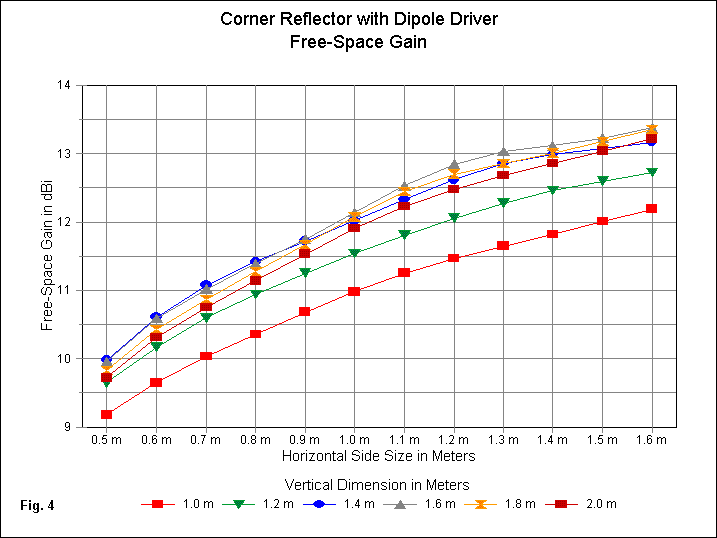 Corner Reflector with Dipole Driver
Free-Space Gain
Free-Space Gain in dBi
14
13
12
11
10
9
0.5 m 0.6 m 0.7 m 0.8 m 0.9 m 1.0 m 1.1 m 1.2 m 1.3 m 1.4 m 1.5 m 1.6 m
Horizontal Side Size in Meters
Vertical Dimension in Meters
Fig. 4 1.0 m 1.2 m 1.4 m 1.6 m 1.8 m 2.0 m